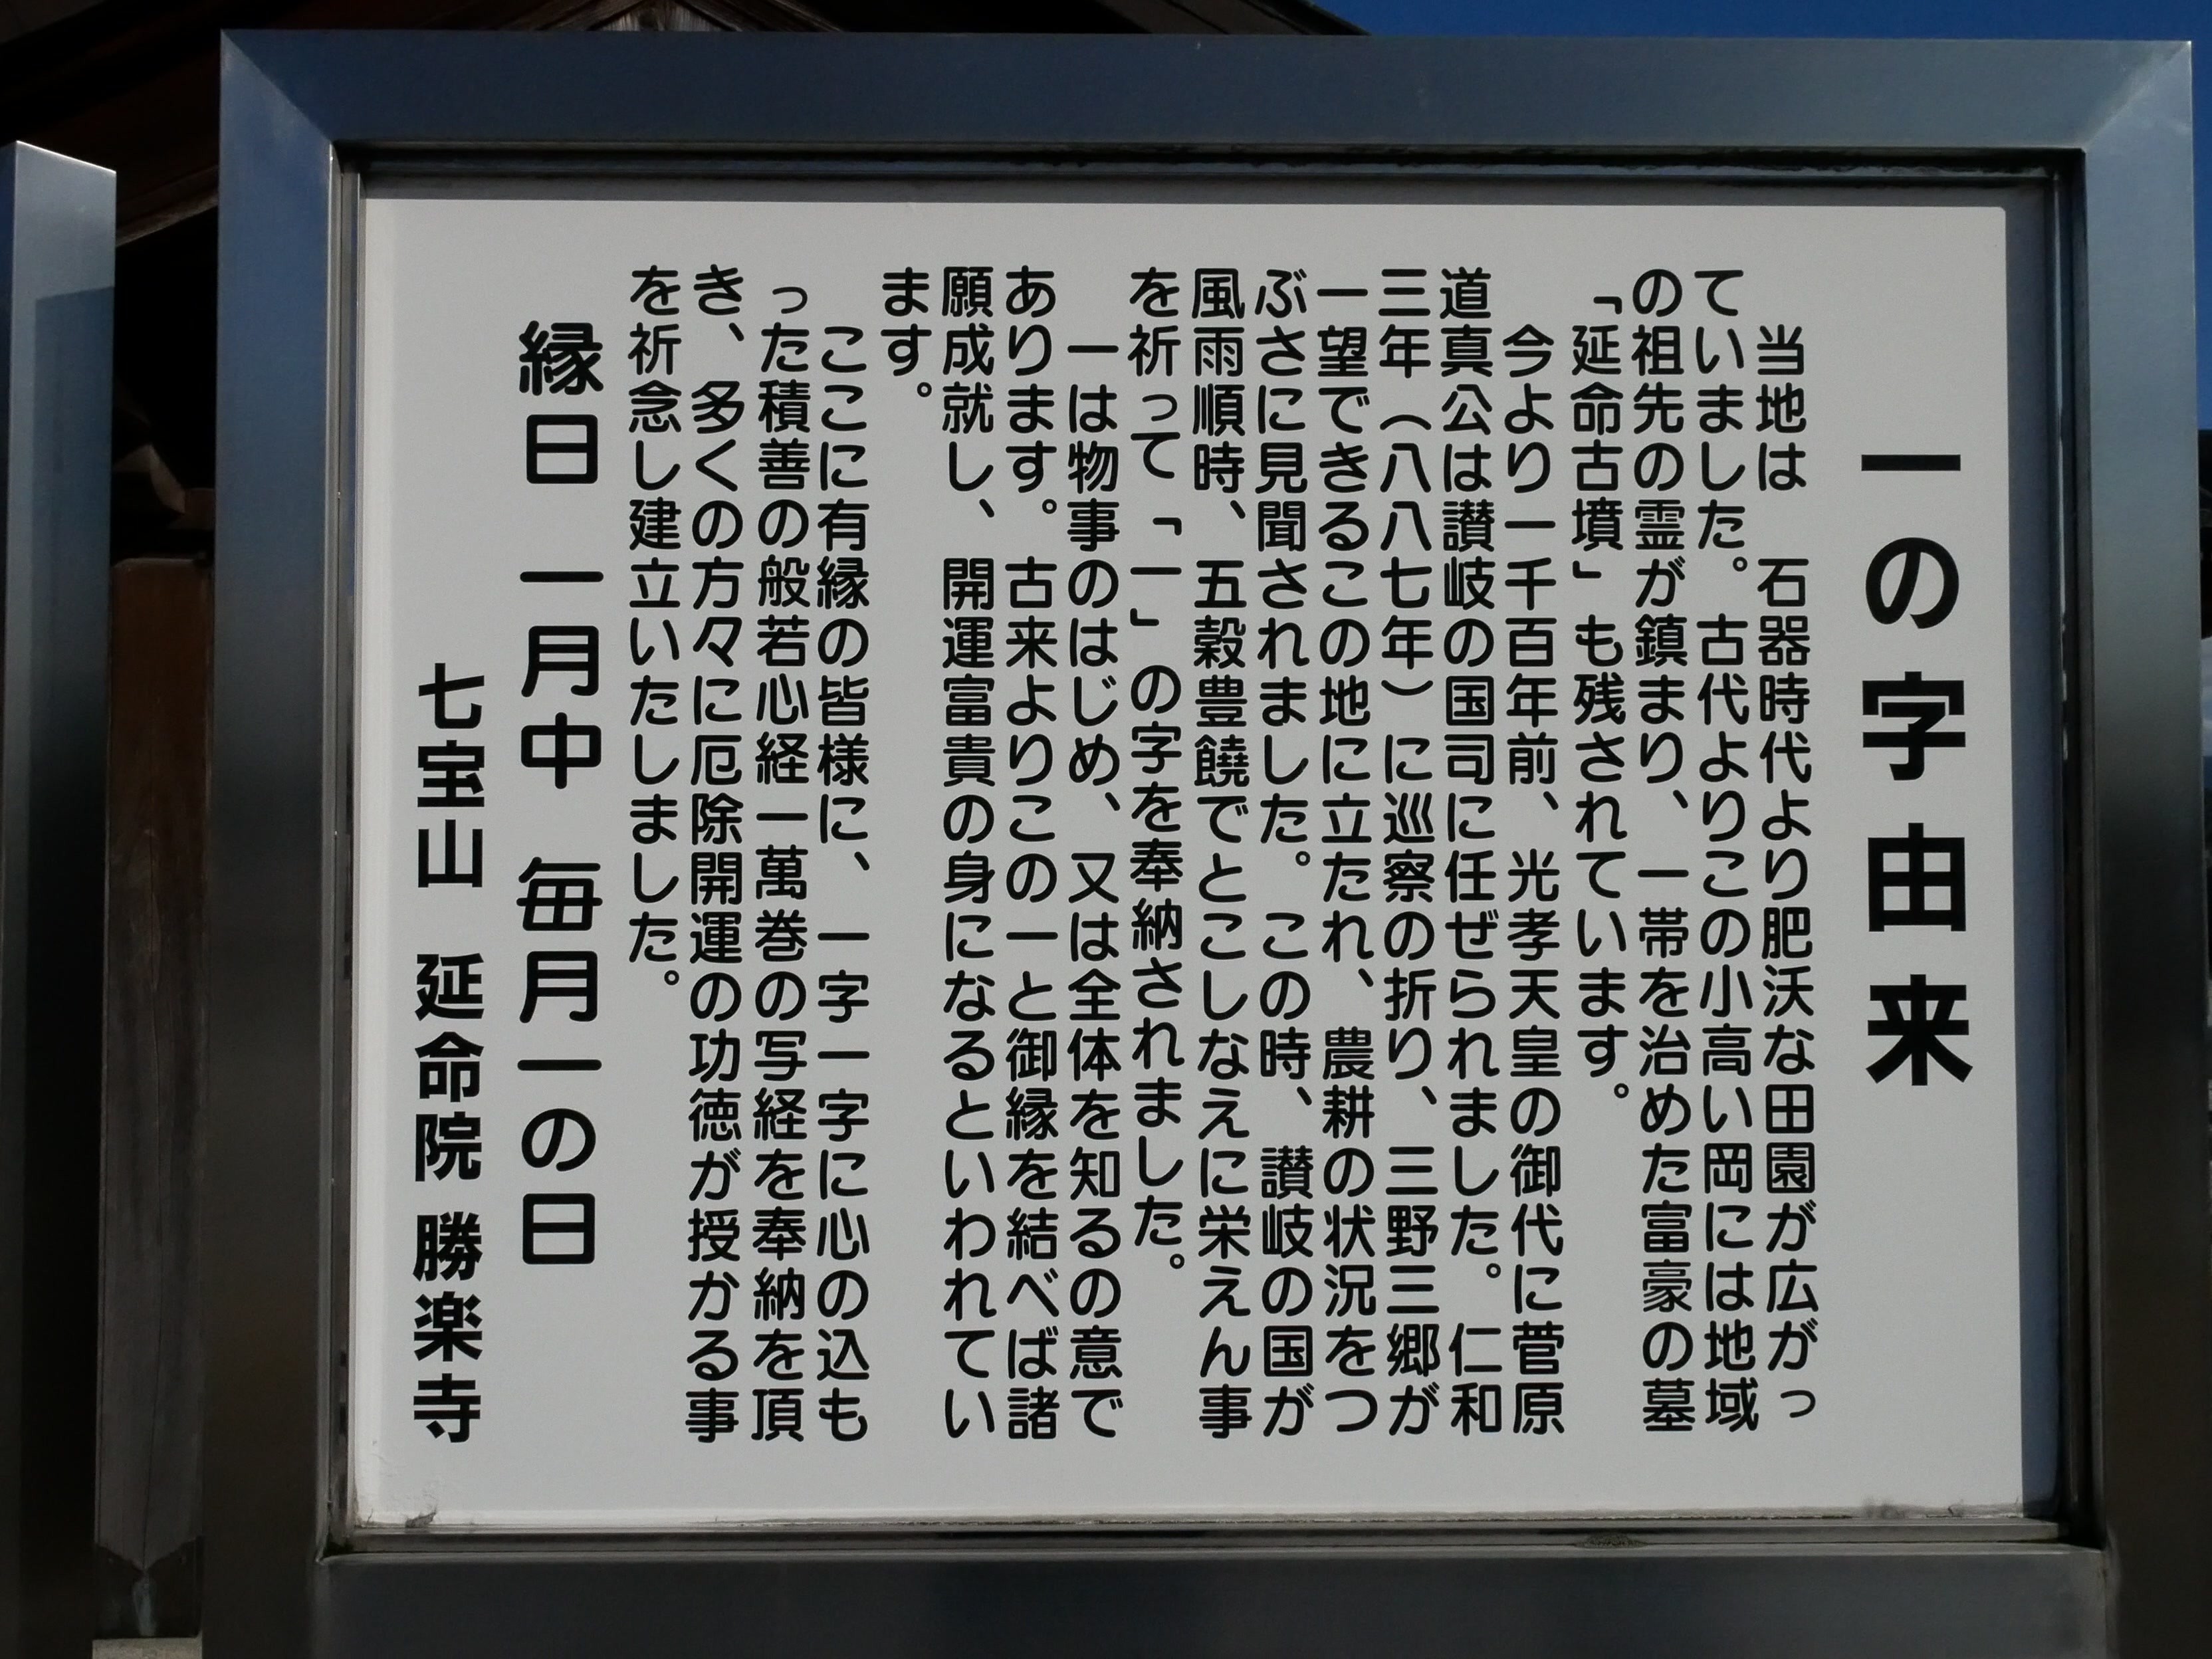 一の字由来
当地は　石器時代より肥沃な田園が広がっ
ていました。古代よりこの小高い岡には地域
の祖先の霊が鎮まり、一帯を治めた富豪の墓
「延命古墳」も残されています。
今より一千百年前、光孝天皇の御代に菅原
道真公は讃岐の国司に任ぜられました。仁和
三年（八八七年）に巡察の折り、三野三郷が
一望できるこの地に立たれ、農耕の状況をつ
ぶさに見聞されました。この時、讃岐の国が
風雨順時、五穀豊饒でとこしなえに栄えん事
を祈って「一」の字を奉納されました。
一は物事のはじめ、又は全体を知るの意で
あります。古来よりこの一と御縁を結べば諸
願成就し、開運富貴の身になるといわれてい
ます。
ここに有縁の皆様に、一字一字に心の込も
った積善の般若心経一萬巻の写経を奉納を頂
き、多くの方々に厄除開運の功徳が授かる事
を祈念し建立いたしました。
縁日　一月中　毎月一の日
七宝山　延命院　勝楽寺